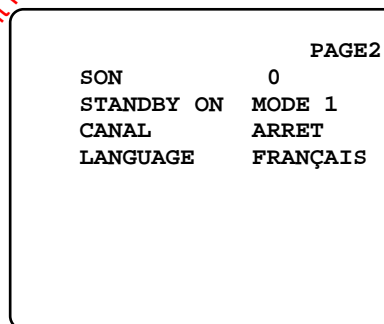 PAGE2
SON 0
STANDBY ON MODE 1
CANAL ARRET
LANGUAGE FRANÇAIS